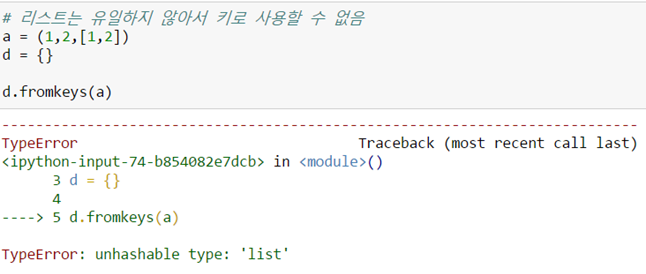 # 리스트는 유일하지 않아서 키로 사용할 수 없음
a = (1,2,[1,2])
d = {}
d.fromkeys(a)
---------------------------------------------------------------------------
TypeError                                 Traceback (most recent call last)
<ipython-input-74-b854082e7dcb> in <module>()
      3 d = {}
      4
----> 5 d.fromkeys(a)
TypeError: unhashable type: 'list'